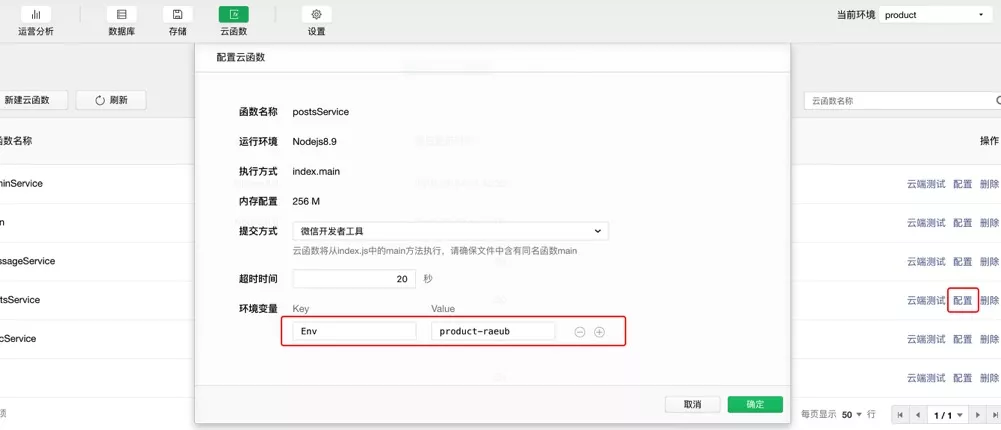 运营分析 数据库 存储 云函数 设置 当前环境 product
配置云函数
新建云函数 刷新 云函数名称
函数名称 postsService
函数名称 操作
运行环境 Nodejs8.9
执行方式 index.main
minService 云端测试 配置 删除
内存配置 256 M
n 云端测试 配置 删除
提交方式 微信开发者工具
云函数将从index.js中的main方法执行，请确保文件中含有同名函数main
ssageService 云端测试 配置 删除
超时时间 20 秒
tsService 云端测试 配置 删除
环境变量 Key Value
Env product-raeub
cService 云端测试 配置 删除
云端测试 配置 删除
取消 确定
项 每页显示 50 行 1 / 1